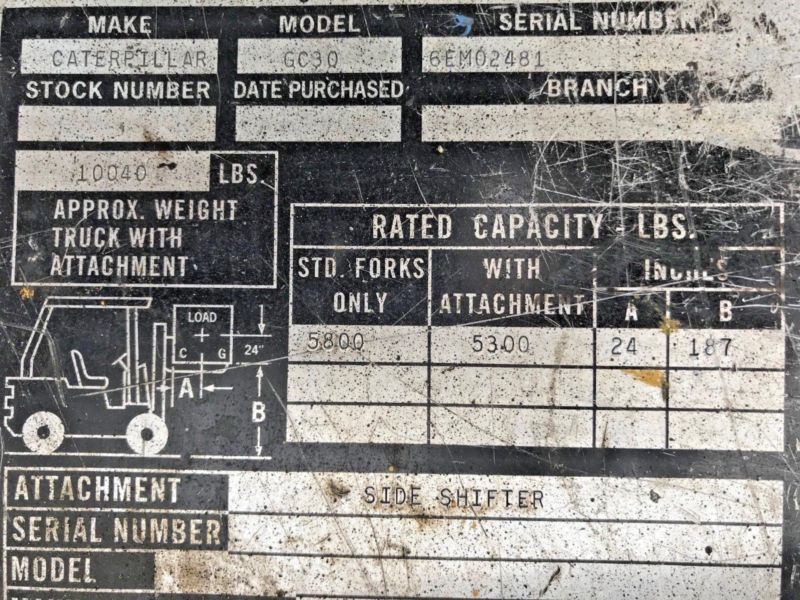 MAKE MODEL SERIAL NUMBER
CATERPILLAR GC30 6EM02481
STOCK NUMBER DATE PURCHASED BRANCH
10040 LBS.
APPROX. WEIGHT
TRUCK WITH
ATTACHMENT
RATED CAPACITY - LBS.
STD. FORKS ONLY WITH ATTACHMENT INCHES
A B
5800 5300 24 187
LOAD
C G 24"
A
B
ATTACHMENT SIDE SHIFTER
SERIAL NUMBER
MODEL